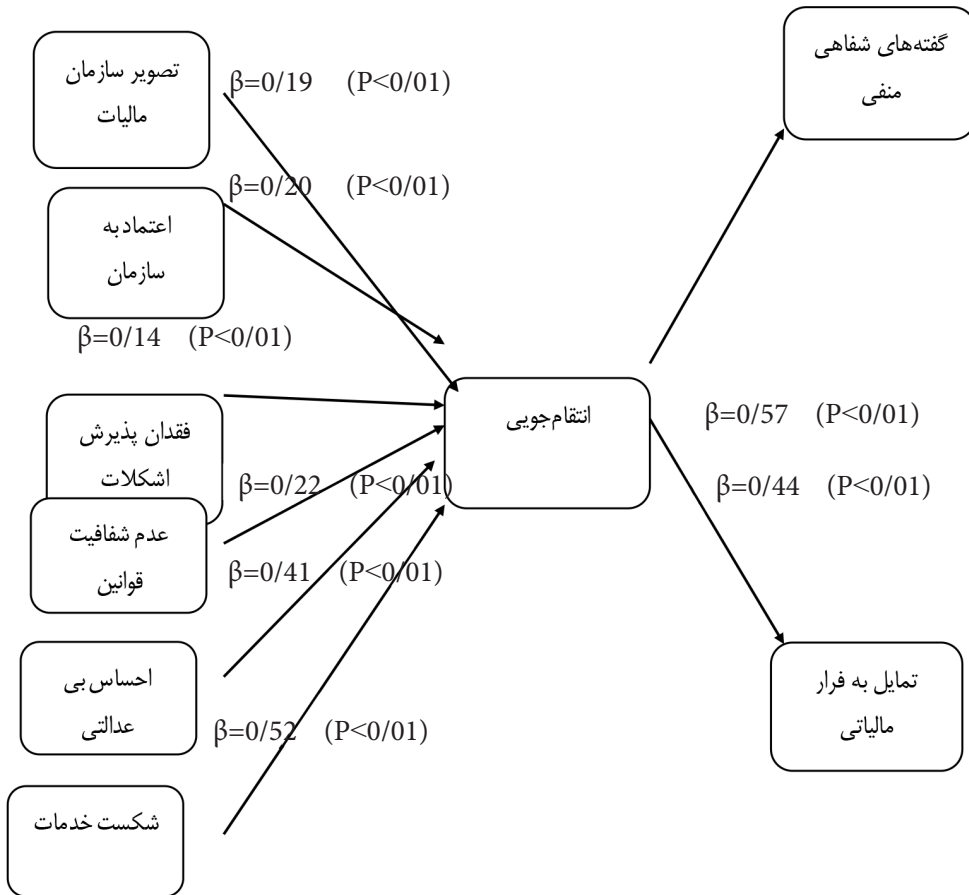 گفته‌های شفاهی
منفی
تصویر سازمان
مالیات
β=0/19 (P<0/01)
β=0/20 (P<0/01)
اعتمادبه
سازمان
β=0/14 (P<0/01)
انتقام‌جویی
β=0/57 (P<0/01)
فقدان پذیرش
اشکلات
β=0/22 (P<0/01)
β=0/44 (P<0/01)
عدم شفافیت
قوانین
β=0/41 (P<0/01)
احساس بی
عدالتی
تمایل به فرار
مالیاتی
β=0/52 (P<0/01)
شکست خدمات